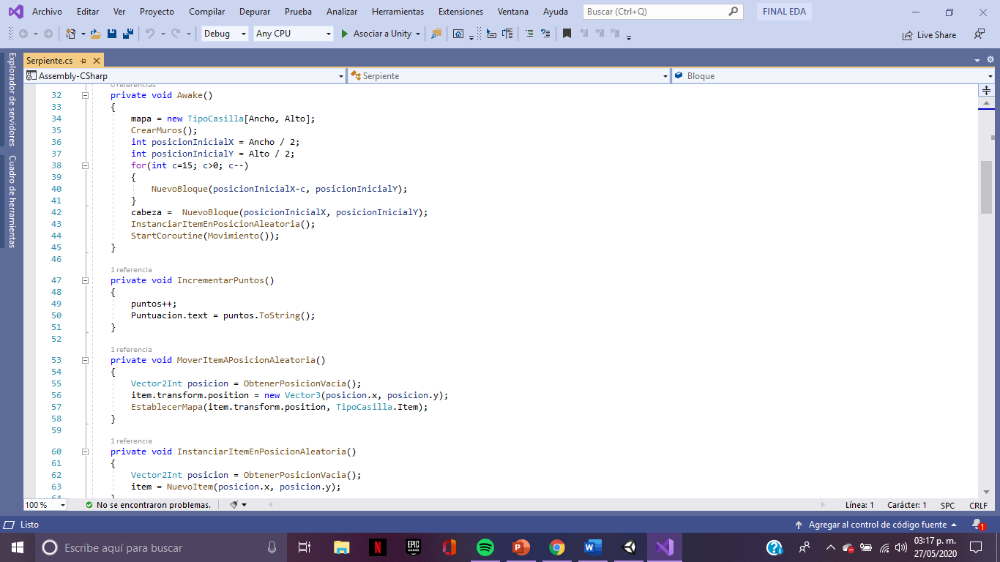 Archivo Editar Ver Proyecto Compilar Depurar Prueba Analizar Herramientas Extensiones Ventana Ayuda Buscar (Ctrl+Q) FINAL EDA
Debug Any CPU Asociar a Unity Live Share
Explorador de servidores
Cuadro de herramientas
Serpiente.cs
Assembly-CSharp Serpiente Bloque
0 referencias
32 private void Awake()
33 {
34 mapa = new TipoCasilla[Ancho, Alto];
35 CrearMuros();
36 int posicionInicialX = Ancho / 2;
37 int posicionInicialY = Alto / 2;
38 for(int c=15; c>0; c--)
39 {
40 NuevoBloque(posicionInicialX-c, posicionInicialY);
41 }
42 cabeza =  NuevoBloque(posicionInicialX, posicionInicialY);
43 InstanciarItemEnPosicionAleatoria();
44 StartCoroutine(Movimiento());
45 }
46
1 referencia
47 private void IncrementarPuntos()
48 {
49 puntos++;
50 Puntuacion.text = puntos.ToString();
51 }
52
1 referencia
53 private void MoverItemAPosicionAleatoria()
54 {
55 Vector2Int posicion = ObtenerPosicionVacia();
56 item.transform.position = new Vector3(posicion.x, posicion.y);
57 EstablecerMapa(item.transform.position, TipoCasilla.Item);
58 }
59
1 referencia
60 private void InstanciarItemEnPosicionAleatoria()
61 {
62 Vector2Int posicion = ObtenerPosicionVacia();
63 item = NuevoItem(posicion.x, posicion.y);
64 }
100 % No se encontraron problemas. Línea: 1 Carácter: 1 SPC CRLF
Listo Agregar al control de código fuente 1
Escribe aquí para buscar
N EPIC GAMES
03:17 p. m.
27/05/2020